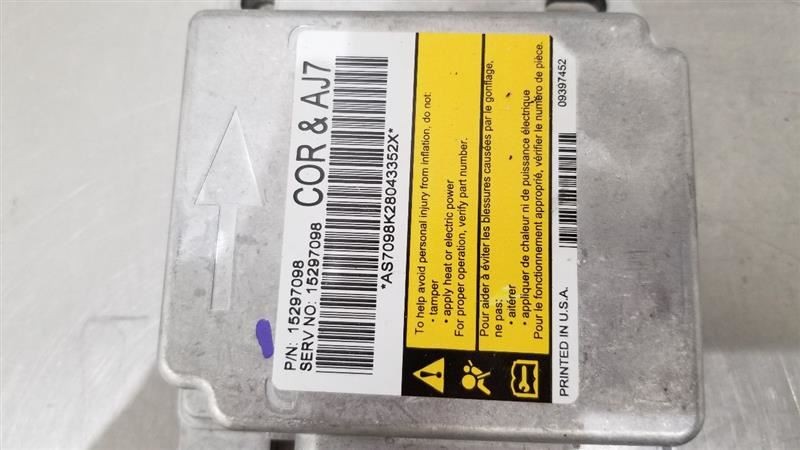 P/N: 15297098
SERV NO: 15297098
COR & AJ7
*AS7098K28043352X*
To help avoid personal injury from inflation, do not:
• tamper
• apply heat or electric power
For proper operation, verify part number.
Pour aider à éviter les blessures causées par le gonflage,
ne pas:
• altérer
• appliquer de chaleur ni de puissance électrique
Pour le fonctionnement approprié, vérifier le numéro de pièce.
PRINTED IN U.S.A.
09397452